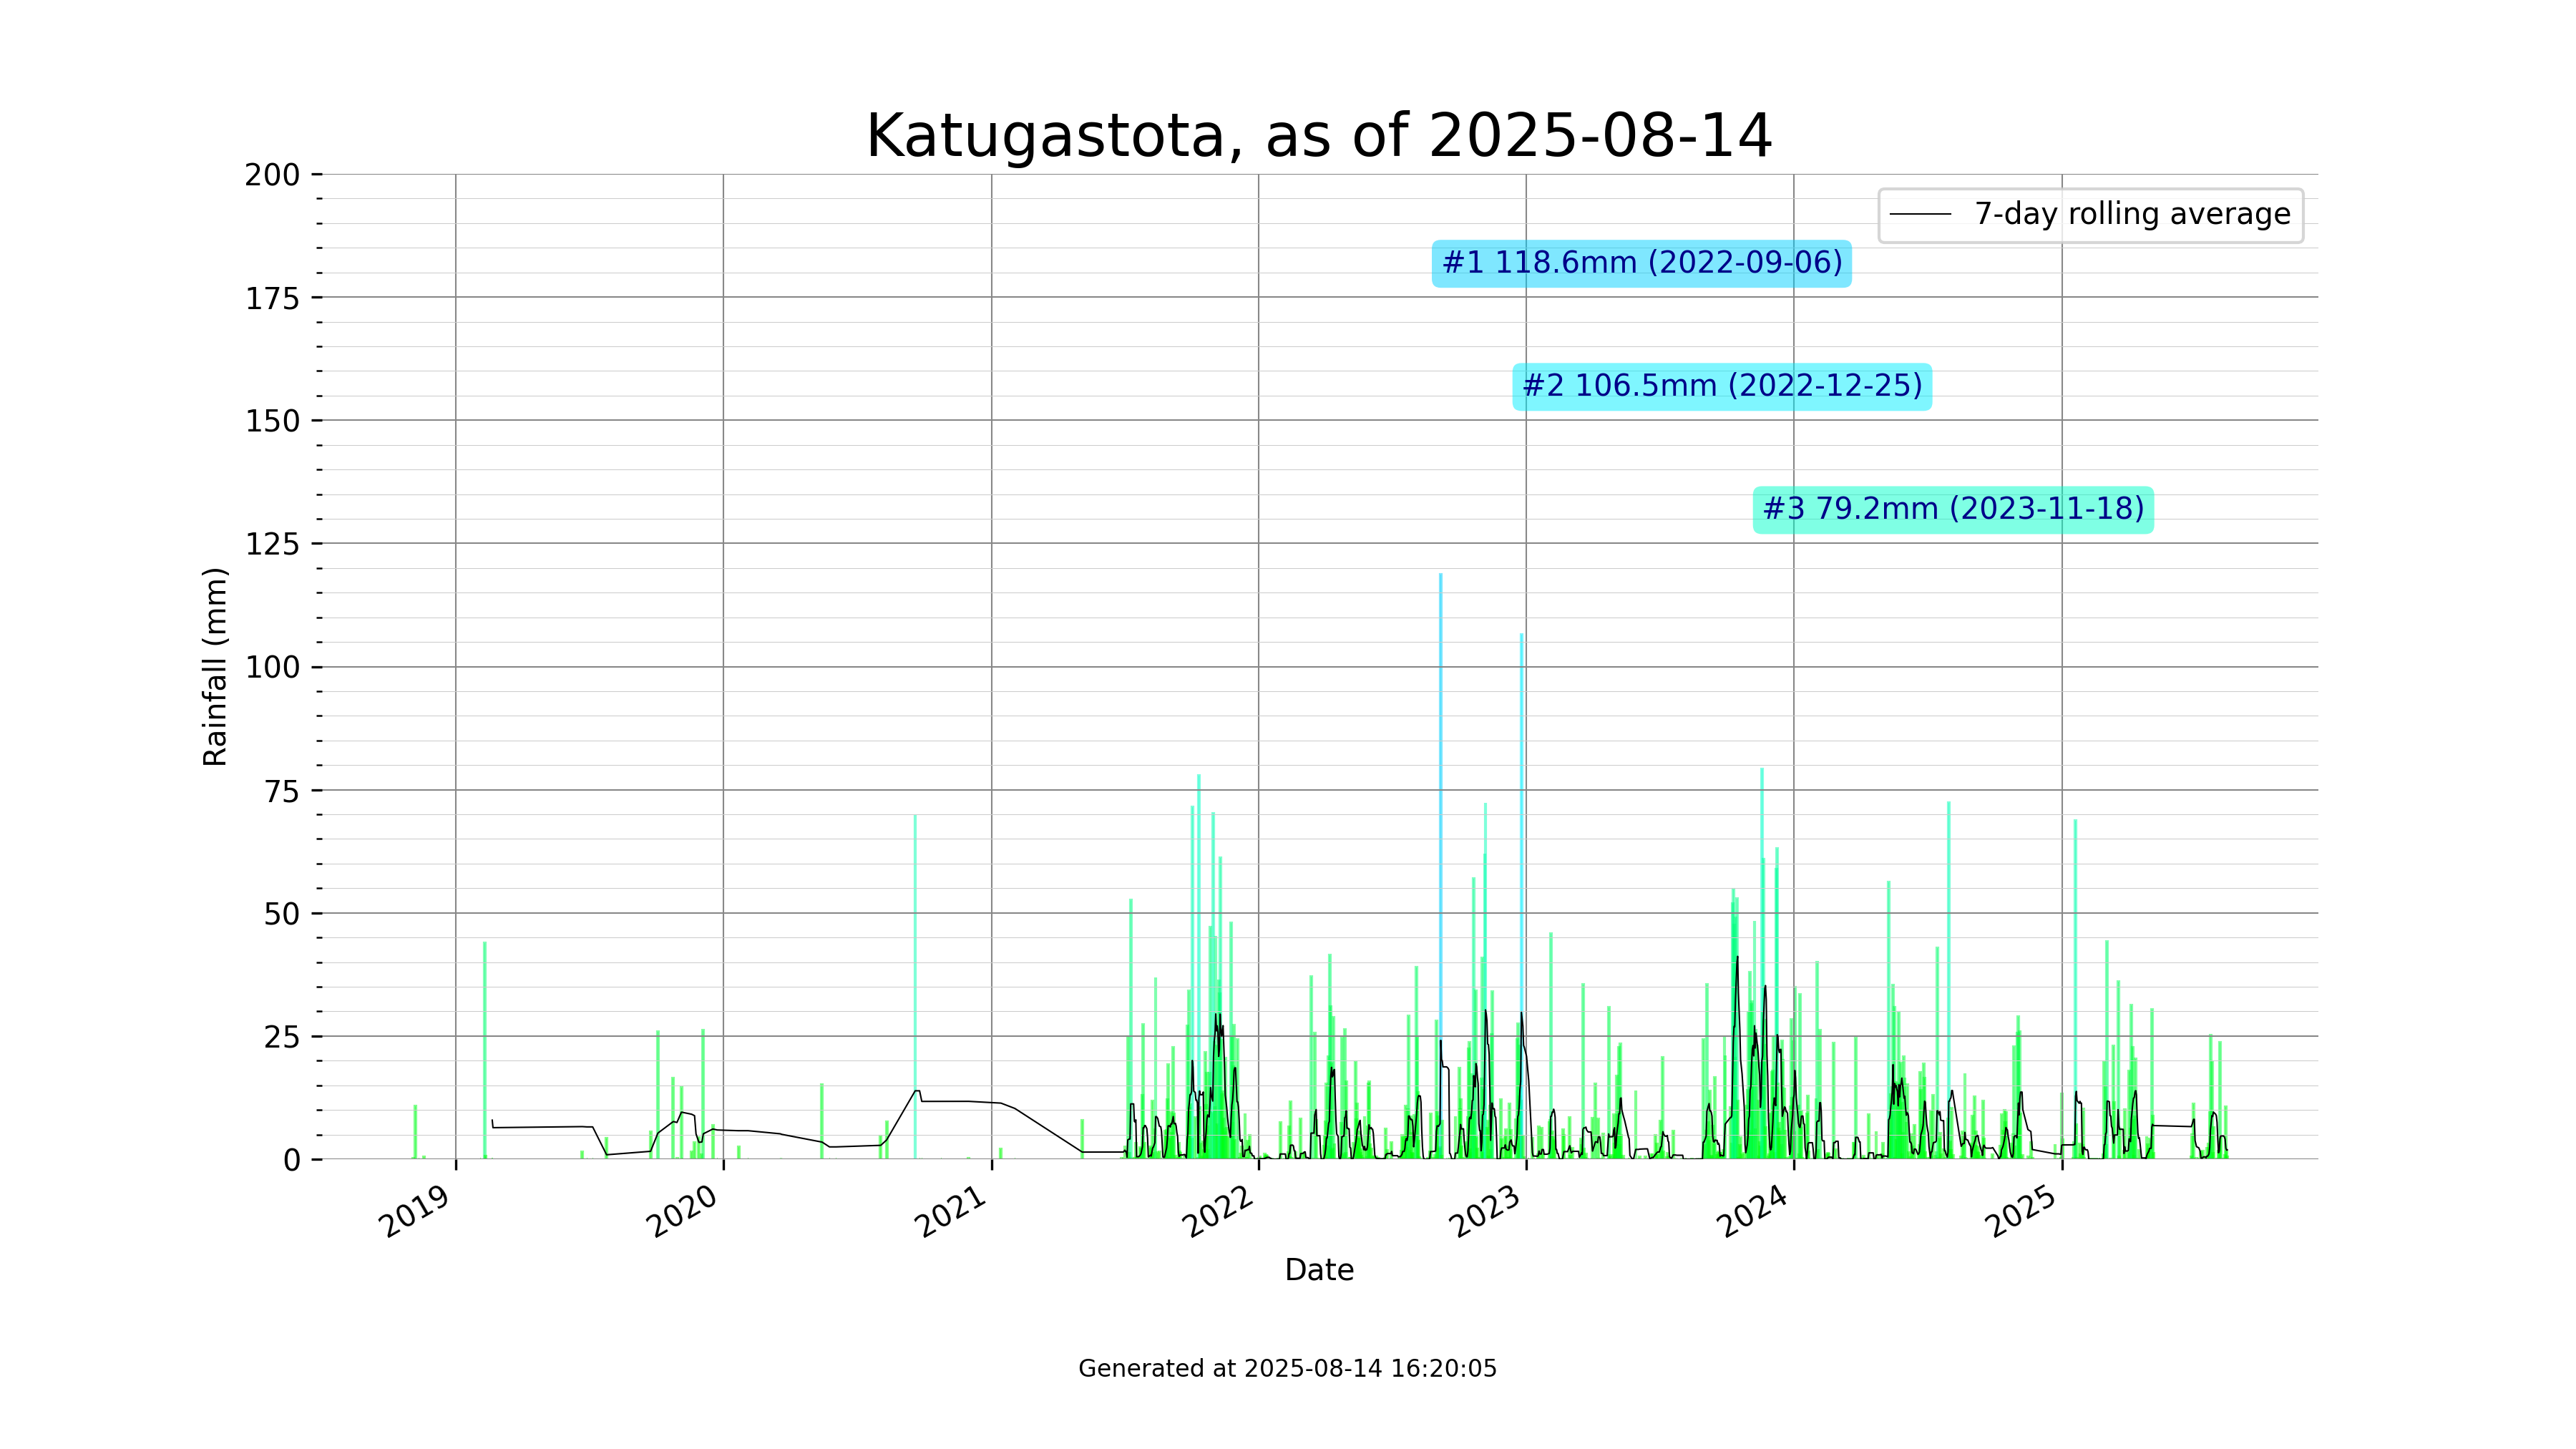 Katugastota, as of 2025-08-14
7-day rolling average
#1 118.6mm (2022-09-06)
#2 106.5mm (2022-12-25)
#3 79.2mm (2023-11-18)
Rainfall (mm)
200
175
150
125
100
75
50
25
0
2019
2020
2021
2022
2023
2024
2025
Date
Generated at 2025-08-14 16:20:05